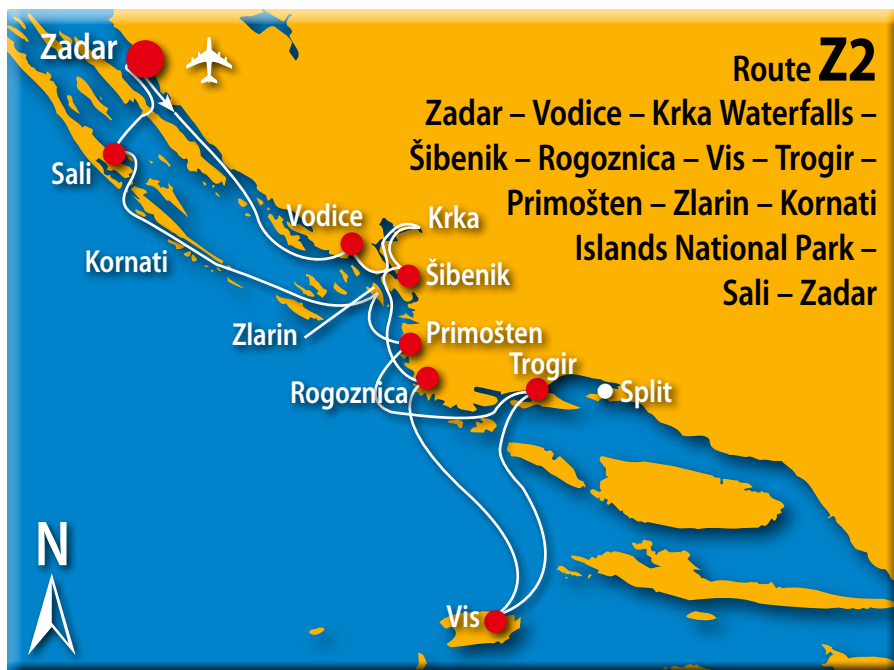 Zadar
Route Z2
Zadar – Vodice – Krka Waterfalls –
Šibenik – Rogoznica – Vis – Trogir –
Primošten – Zlarin – Kornati
Islands National Park –
Sali – Zadar
Sali
Vodice
Krka
Kornati
Šibenik
Zlarin
Primošten
Trogir
Rogoznica
Split
N
Vis